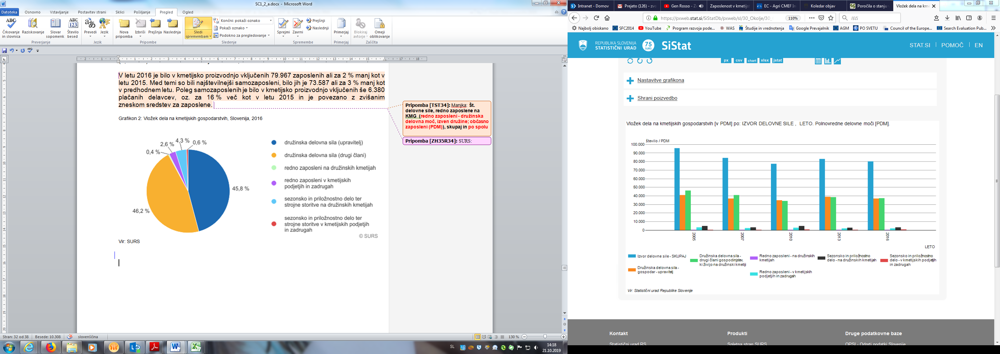 SC1_2_a.docx - Microsoft Word
Datoteka Osnovno Vstavljanje Postavitev strani Sklici Pošiljanje Pregled Ogled
Črkovanje in slovnica
Raziskovanje
Slovar sopomenk
Število besed
Preverjanje
Prevedi
Jezik
Jezik
Nova pripomba
Izbriši
Prejšnja
Naslednja
Pripombe
Sledi spremembam
Končni: pokaži oznako
Pokaži oznako
Podokno za pregledovanje
Sledenje
Sprejmi
Zavrni
Prejšnji
Naslednji
Spremembe
Primerjaj
Primerjaj
Blokiraj avtorje
Omeji oblikovanje
Zaščita
V letu 2016 je bilo v kmetijsko proizvodnjo vključenih 79.967 zaposlenih ali za 2 % manj kot v
letu 2015. Med temi so bili najštevilnejši samozaposleni, bilo jih je 73.587 ali za 3 % manj kot
v predhodnem letu. Poleg samozaposlenih je bilo v kmetijsko proizvodnjo vključenih še 6.380
plačanih delavcev, oz. za 16 % več kot v letu 2015 in je povezano z zvišanim
zneskom sredstev za zaposlene.
Pripomba [TST34]: Manjka: Št.
delovne sile, redno zaposlene na
KMG (redno zaposleni - družinska
delovna moč, izven družine; občasno
zaposleni (PDM)), skupaj in po spolu
Pripomba [ZH35R34]: SURS:
Grafikon 2: Vložek dela na kmetijskih gospodarstvih, Slovenija, 2016
0,4 %
2,6 %
4,3 %
0,6 %
45,8 %
46,2 %
družinska delovna sila (upravitelj)
družinska delovna sila (drugi člani)
redno zaposleni na družinskih kmetijah
redno zaposleni v kmetijskih
podjetjih in zadrugah
sezonsko in priložnostno delo ter
strojne storitve na družinskih kmetijah
sezonsko in priložnostno delo ter
strojne storitve v kmetijskih podjetjih
in zadrugah
© SURS
Vir: SURS
Stran: 32 od 38 Besede: 10.308 slovenščina 130 %
SL
14:18
21.10.2019
Intranet - Domov
Prejeto (126) - zvo
Gen Rosso - Z
Zaposlenost v kmetijs
EC - Agri CMEF In
Koledar objav
Poročila o stanju
Vložek dela na km
https://pxweb.stat.si/SiStatDb/pxweb/sl/30_Okolje/30_
110%
Išči
Najbolj obiskano SFC2014 YouTube Program razvoja pode... WAS Študije in vrednotenja Google Prevajalnik AGM PO SVETU Council of the Europe... Search Evaluation Pub...
REPUBLIKA SLOVENIJA
STATISTIČNI URAD
75
SURS
SiStat
STAT.SI | POMOČ | EN
px csv chart xlsx jstat
Nastavitve grafikona
Shrani poizvedbo
Vložek dela na kmetijskih gospodarstvih [v PDM] po: IZVOR DELOVNE SILE , LETO. Polnovredne delovne moči [PDM].
število / PDM
100.000
90.000
80.000
70.000
60.000
50.000
40.000
30.000
20.000
10.000
0
2005 2007 2010 2013 2016
LETO
Izvor delovne sile - SKUPAJ
Družinska delovna sila -
gospodar - upravitelj
Družinska delovna sila -
drugi člani gospodinjstev,
ki živijo na družinski kmetiji
Redno zaposleni - na družinskih
kmetijah
Redno zaposleni - v kmetijskih
podjetjih in zadrugah
Sezonsko in priložnostno
delo - na družinskih kmetijah
Sezonsko in priložnostno
delo - v kmetijskih podjetjih
in zadrugah
Vir: Statistični urad Republike Slovenije
Kontakt Produkti Druge podatkovne baze
Statistični urad RS Spletna stran SURS OPSI - Odprti podatki Slovenije